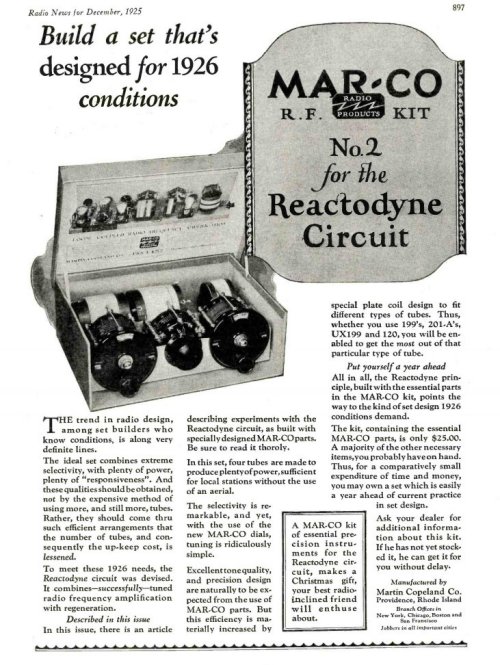 Radio News for December, 1925
897
Build a set that's
designed for 1926
conditions
MAR-CO
RADIO
PRODUCTS
R.F. KIT
No. 2
for the
Reactodyne
Circuit
THE trend in radio design,
among set builders who
know conditions, is along very
definite lines.
The ideal set combines extreme
selectivity, with plenty of power,
plenty of "responsiveness". And
these qualities should be obtained,
not by the expensive method of
using more, and still more, tubes.
Rather, they should come thru
such efficient arrangements that
the number of tubes, and con-
sequently the up-keep cost, is
lessened.
To meet these 1926 needs, the
Reactodyne circuit was devised.
It combines—successfully—tuned
radio frequency amplification
with regeneration.
Described in this issue
In this issue, there is an article
describing experiments with the
Reactodyne circuit, as built with
specially designed MAR-CO parts.
Be sure to read it thoroly.
In this set, four tubes are made to
produce plenty of power, sufficient
for local stations without the use
of an aerial.
The selectivity is re-
markable, and yet,
with the use of the
new MAR-CO dials,
tuning is ridiculously
simple.
Excellent tone quality,
and precision design
are naturally to be ex-
pected from the use of
MAR-CO parts. But
this efficiency is ma-
terially increased by
A MAR-CO kit
of essential pre-
cision instru-
ments for the
Reactodyne cir-
cuit, makes a
Christmas gift,
your best radio-
inclined friend
will enthuse
about.
special plate coil design to fit
different types of tubes. Thus,
whether you use 199's, 201-A's,
UX199 and 120, you will be en-
abled to get the most out of that
particular type of tube.
Put yourself a year ahead
All in all, the Reactodyne prin-
ciple, built with the essential parts
in the MAR-CO kit, points the
way to the kind of set design 1926
conditions demand.
The kit, containing the essential
MAR-CO parts, is only $25.00.
A majority of the other necessary
items, you probably have on hand.
Thus, for a comparatively small
expenditure of time and money,
you may own a set which is easily
a year ahead of current practice
in set design.
Ask your dealer for
additional informa-
tion about this kit.
If he has not stock-
ed it, he can get it for
you without delay.
Manufactured by
Martin Copeland Co.
Providence, Rhode Island
Branch Offices in
New York, Chicago, Boston and
San Francisco
Jobbers in all important cities